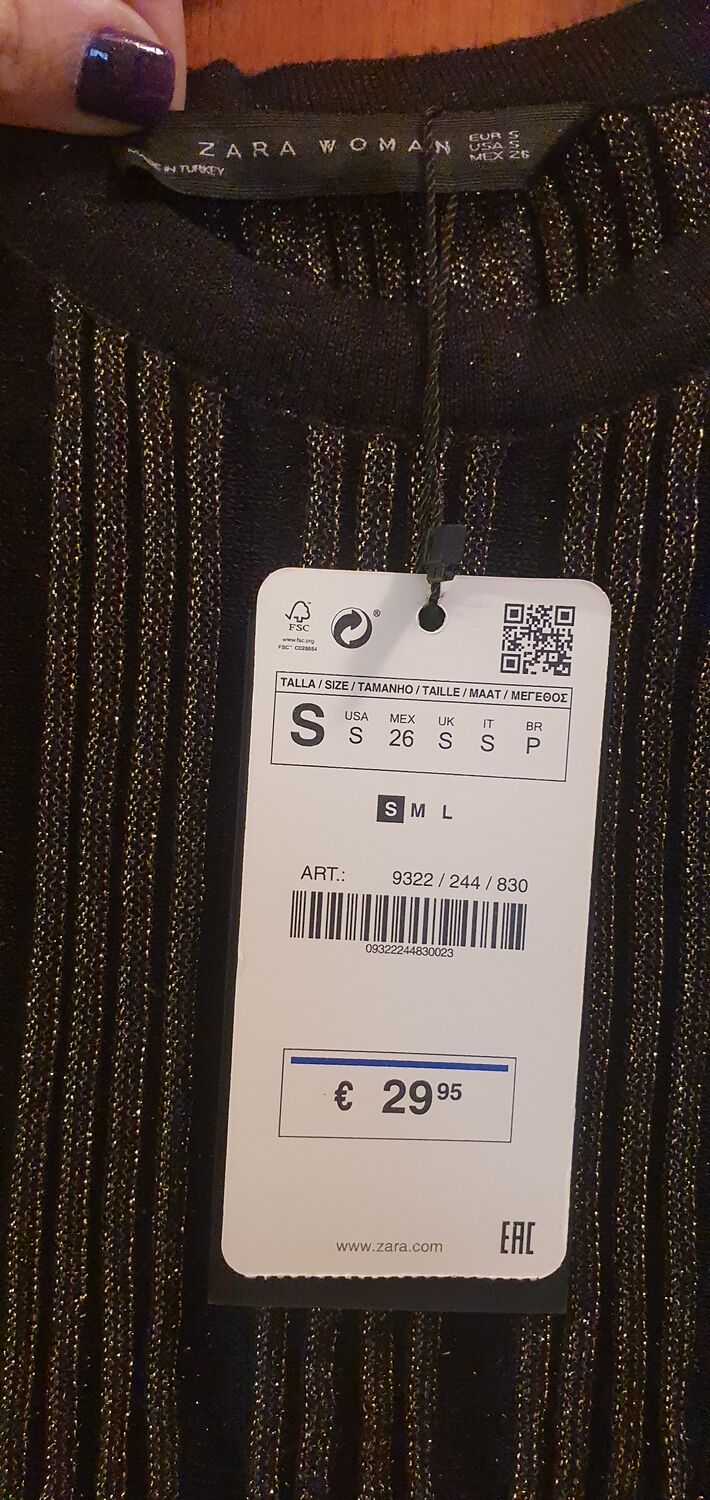 ZARA WOMAN
EUR S
USA S
MEX 26
IN TURKEY
FSC
www.fsc.org
FSC® C028854
®
TALLA / SIZE / TAMANHO / TAILLE / MAAT / ΜΕΓΕΘΟΣ
S USA MEX UK IT BR
S 26 S S P
S M L
ART.: 9322 / 244 / 830
09322244830023
€ 29 95
www.zara.com EAC